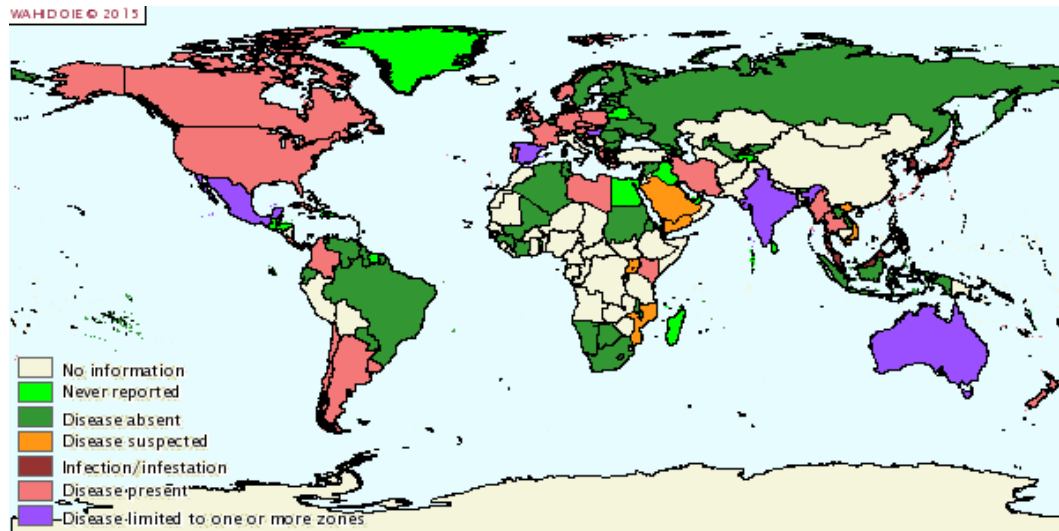 WAHID OIE © 2015
No information
Never reported
Disease absent
Disease suspected
Infection/infestation
Disease present
Disease limited to one or more zones